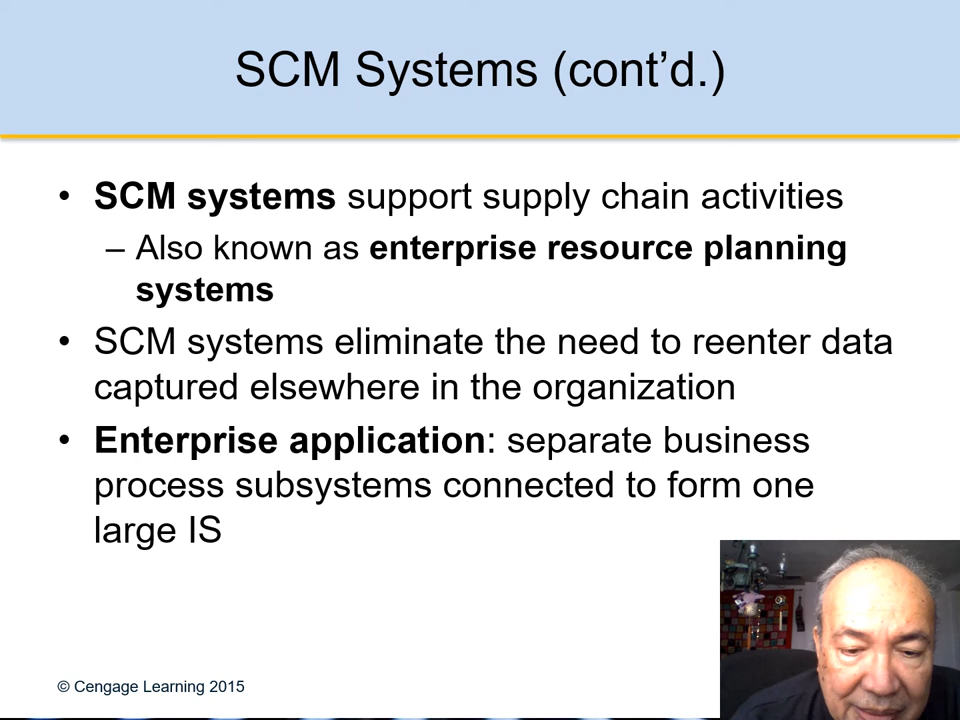 SCM Systems (cont’d.)
• SCM systems support supply chain activities
– Also known as enterprise resource planning
systems
• SCM systems eliminate the need to reenter data
captured elsewhere in the organization
• Enterprise application: separate business
process subsystems connected to form one
large IS
© Cengage Learning 2015